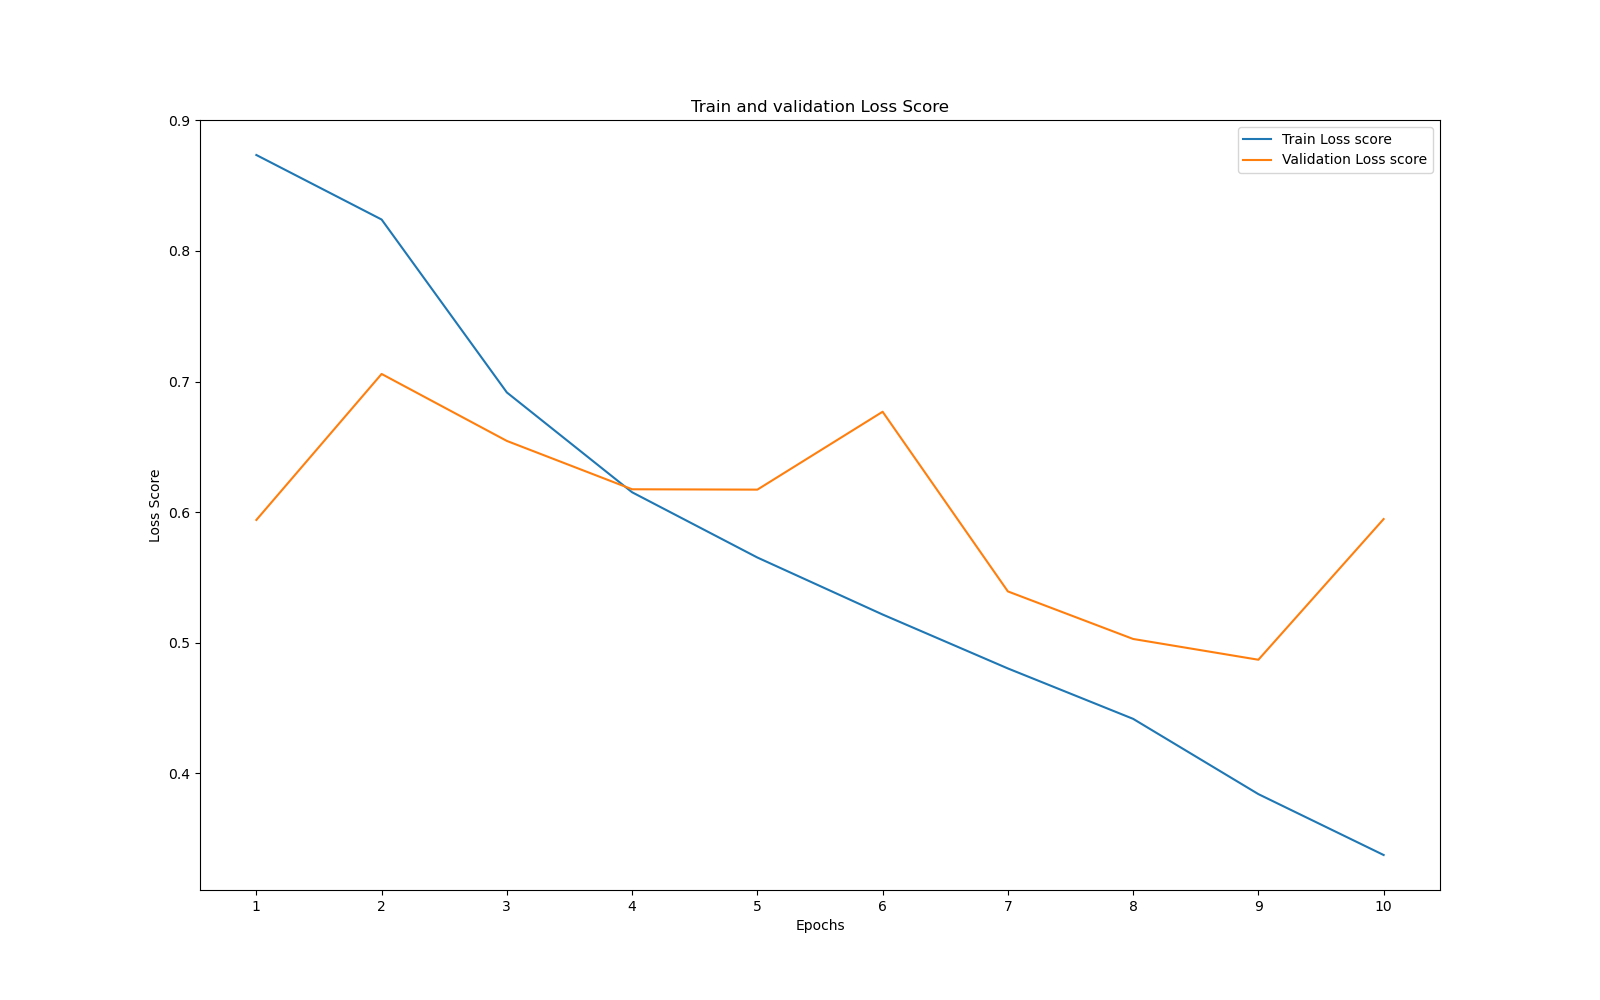 Train and validation Loss Score
0.9
0.8
0.7
0.6
0.5
0.4
Loss Score
Train Loss score
Validation Loss score
1 2 3 4 5 6 7 8 9 10
Epochs